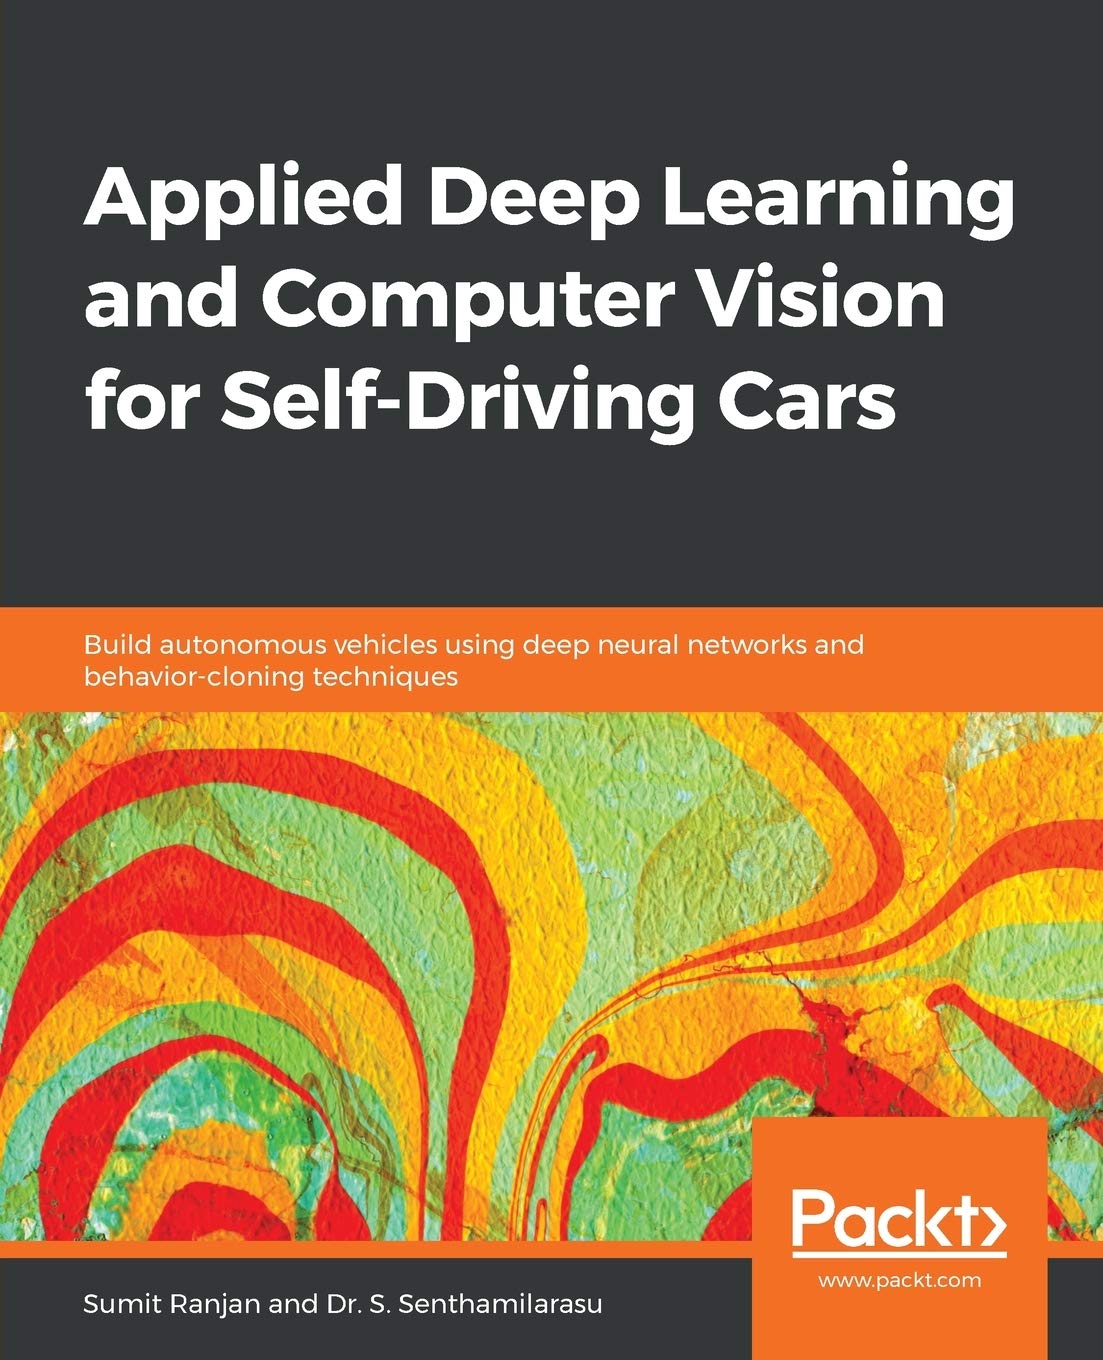 Applied Deep Learning
and Computer Vision
for Self-Driving Cars
Build autonomous vehicles using deep neural networks and
behavior-cloning techniques
Packt>
www.packt.com
Sumit Ranjan and Dr. S. Senthamilarasu